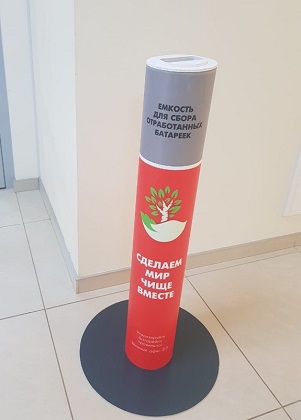 ЕМКОСТЬ
ДЛЯ СБОРА
ОТРАБОТАННЫХ
БАТАРЕЕК
СДЕЛАЕМ
МИР
ЧИЩЕ
ВМЕСТЕ